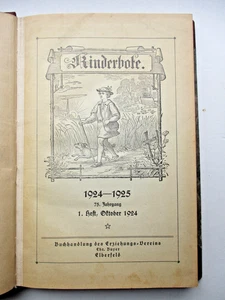 Kinderbote.
1924—1925
75. Jahrgang
1. Heft, Oktober 1924
Buchhandlung des Erziehungs-Vereins
Elberfeld